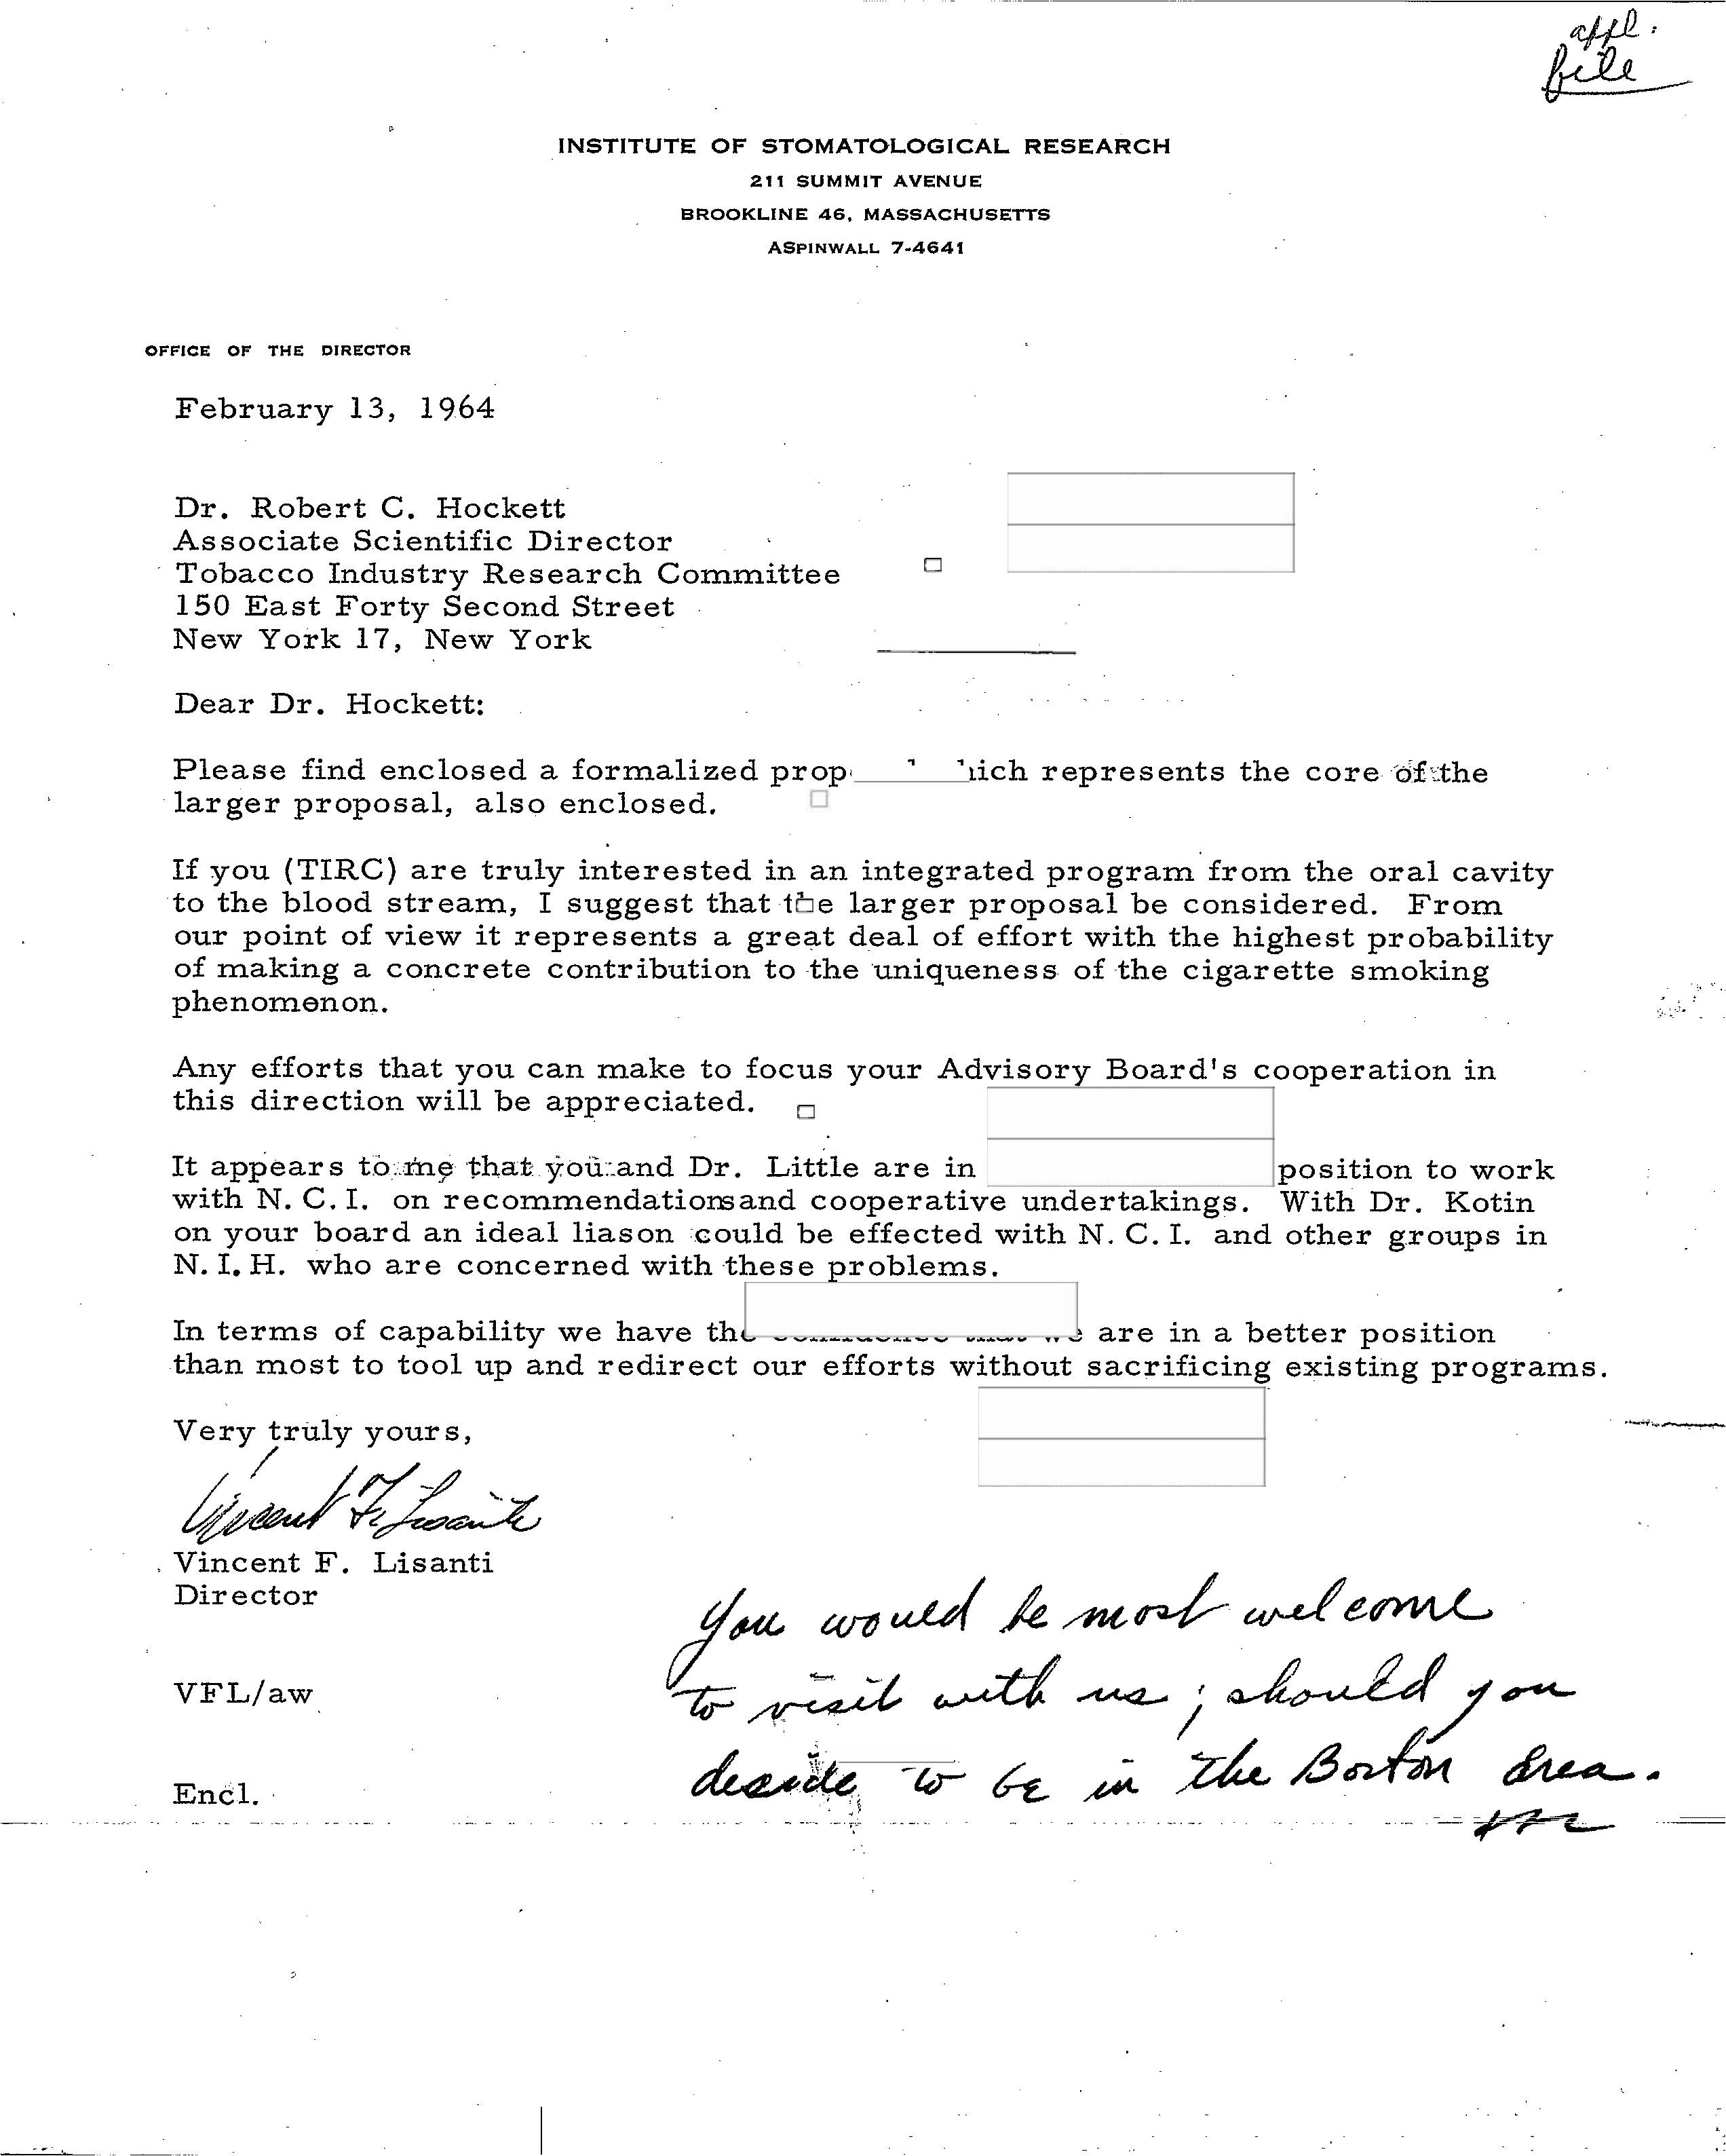 appl.
file
INSTITUTE OF STOMATOLOGICAL RESEARCH
211 SUMMIT AVENUE
BROOKLINE 46, MASSACHUSETTS
ASPINWALL 7-4641
OFFICE OF THE DIRECTOR
February 13, 1964
Dr. Robert C. Hockett
Associate Scientific Director
Tobacco Industry Research Committee
150 East Forty Second Street
New York 17, New York
Dear Dr. Hockett:
Please find enclosed a formalized represents the core of the
larger proposal, also enclosed.
If you (TIRC) are truly interested in an integrated program from the oral cavity
to the blood stream, I suggest that the larger proposal be considered. From
our point of view it represents a great deal of effort with the highest probability
of making a concrete contribution to the uniqueness of the cigarette smoking
phenomenon.
Any efforts that you can make to focus your Advisory Board's cooperation in
this direction will be appreciated.
It appears to me that you and Dr. Little are in position to work
with N. C. I. on recommendations and cooperative undertakings. With Dr. Kotin
on your board an ideal liason could be effected with N. C. I. and other groups in
N. I. H. who are concerned with these problems.
In terms of capability we have the are in a better position
than most to tool up and redirect our efforts without sacrificing existing programs.
Very truly yours,
Vincent F. Lisanti
Vincent F. Lisanti
Director
You would be most welcome
to visit with us; should you
VFL/aw
decide to be in the Boston Area.
Encl.